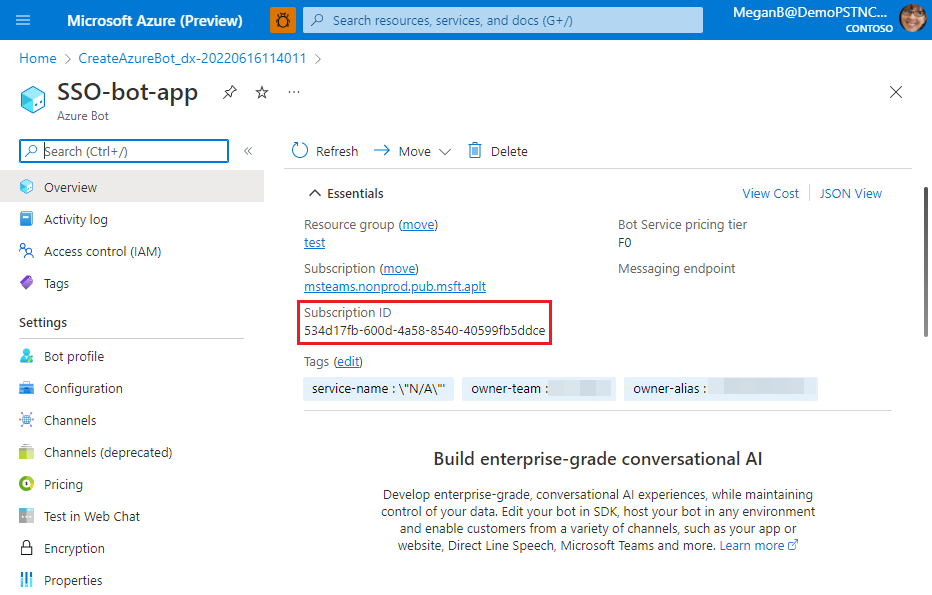 Microsoft Azure (Preview)
Search resources, services, and docs (G+/)
MeganB@DemoPSTNC...
CONTOSO
Home > CreateAzureBot_dx-20220616114011 >
SSO-bot-app
Azure Bot
Search (Ctrl+/)
Refresh
Move
Delete
Overview
Activity log
Access control (IAM)
Tags
Settings
Bot profile
Configuration
Channels
Channels (deprecated)
Pricing
Test in Web Chat
Encryption
Properties
Essentials
View Cost
JSON View
Resource group (move)
test
Subscription (move)
msteams.nonprod.pub.msft.aplt
Subscription ID
534d17fb-600d-4a58-8540-40599fb5ddce
Bot Service pricing tier
F0
Messaging endpoint
Tags (edit)
service-name : \"N/A\"'
owner-team :
owner-alias :
Build enterprise-grade conversational AI
Develop enterprise-grade, conversational AI experiences, while maintaining
control of your data. Edit your bot in SDK, host your bot in any environment
and enable customers from a variety of channels, such as your app or
website, Direct Line Speech, Microsoft Teams and more. Learn more